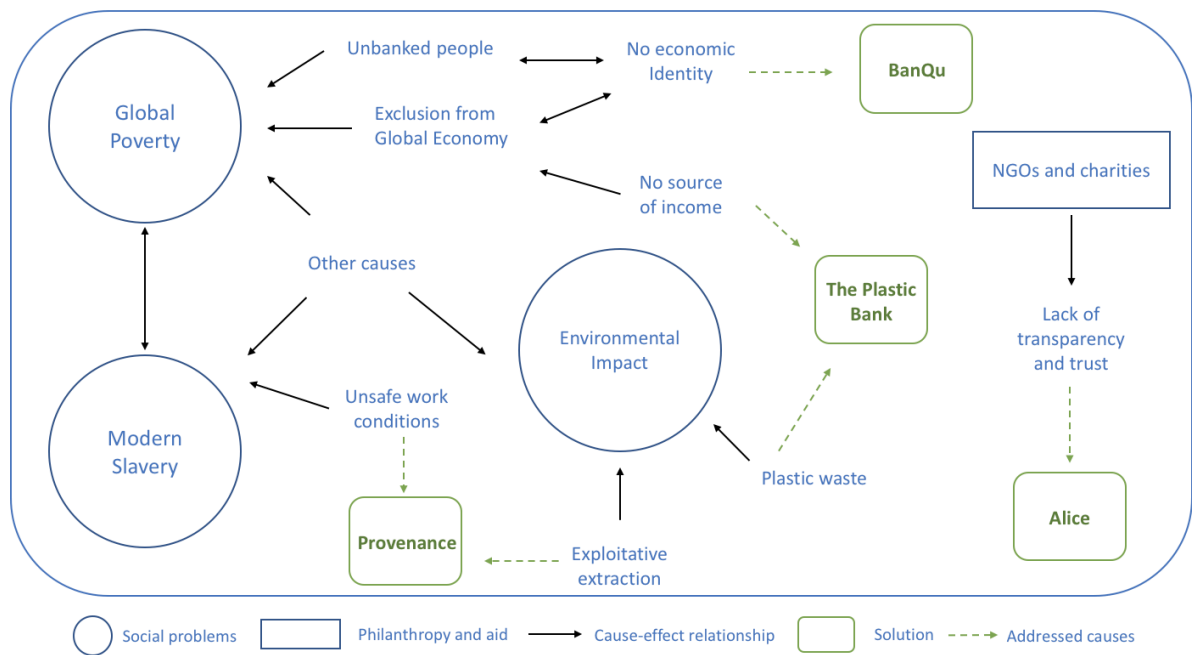 Unbanked people
No economic
Identity
BanQu
Global
Poverty
Exclusion from
Global Economy
NGOs and charities
No source
of income
Other causes
The Plastic
Bank
Environmental
Impact
Lack of
transparency
and trust
Unsafe work
conditions
Modern
Slavery
Plastic waste
Alice
Provenance
Exploitative
extraction
Social problems
Philanthropy and aid
Cause-effect relationship
Solution
Addressed causes